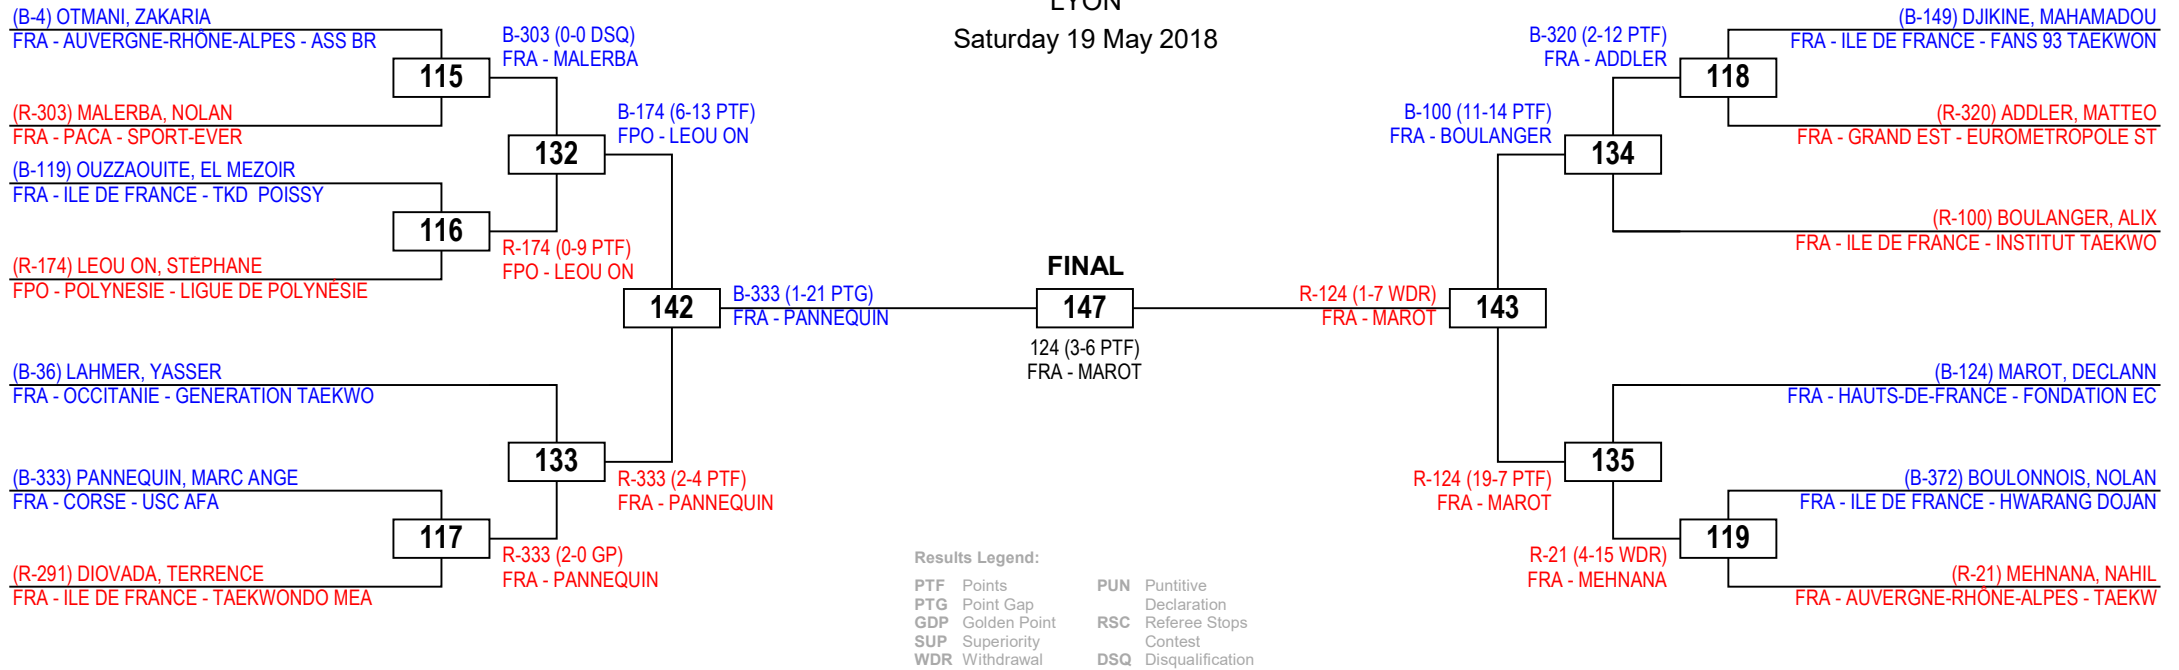 LYON
Saturday 19 May 2018
(B-4) OTMANI, ZAKARIA
FRA - AUVERGNE-RHÔNE-ALPES - ASS BR
115
(R-303) MALERBA, NOLAN
FRA - PACA - SPORT-EVER
B-303 (0-0 DSQ)
FRA - MALERBA
(B-119) OUZZAOUITE, EL MEZOIR
FRA - ILE DE FRANCE - TKD  POISSY
116
(R-174) LEOU ON, STEPHANE
FPO - POLYNESIE - LIGUE DE POLYNÉSIE
R-174 (0-9 PTF)
FPO - LEOU ON
132
B-174 (6-13 PTF)
FPO - LEOU ON
(B-36) LAHMER, YASSER
FRA - OCCITANIE - GENERATION TAEKWO
(B-333) PANNEQUIN, MARC ANGE
FRA - CORSE - USC AFA
117
(R-291) DIOVADA, TERRENCE
FRA - ILE DE FRANCE - TAEKWONDO MEA
R-333 (2-0 GP)
FRA - PANNEQUIN
133
R-333 (2-4 PTF)
FRA - PANNEQUIN
142
B-333 (1-21 PTG)
FRA - PANNEQUIN
FINAL
147
124 (3-6 PTF)
FRA - MAROT
R-124 (1-7 WDR)
FRA - MAROT
143
B-100 (11-14 PTF)
FRA - BOULANGER
134
B-320 (2-12 PTF)
FRA - ADDLER
118
(B-149) DJIKINE, MAHAMADOU
FRA - ILE DE FRANCE - FANS 93 TAEKWON
(R-320) ADDLER, MATTEO
FRA - GRAND EST - EUROMETROPOLE ST
(R-100) BOULANGER, ALIX
FRA - ILE DE FRANCE - INSTITUT TAEKWO
(B-124) MAROT, DECLANN
FRA - HAUTS-DE-FRANCE - FONDATION EC
135
R-124 (19-7 PTF)
FRA - MAROT
(B-372) BOULONNOIS, NOLAN
FRA - ILE DE FRANCE - HWARANG DOJAN
119
R-21 (4-15 WDR)
FRA - MEHNANA
(R-21) MEHNANA, NAHIL
FRA - AUVERGNE-RHÔNE-ALPES - TAEKW
Results Legend:
PTF Points
PTG Point Gap
GDP Golden Point
SUP Superiority
WDR Withdrawal
PUN Puntitive
Declaration
RSC Referee Stops
Contest
DSQ Disqualification